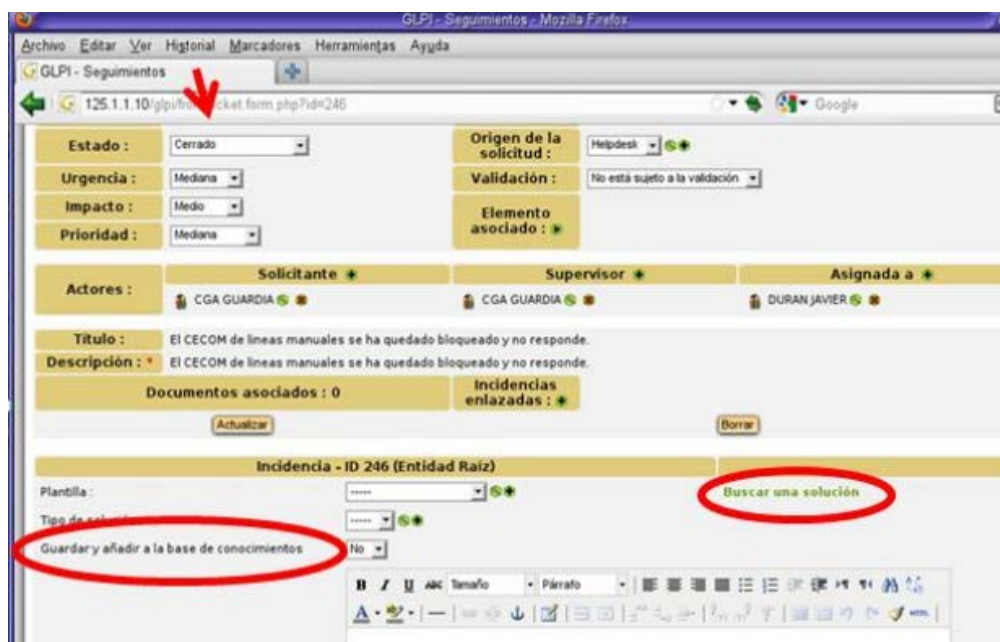 GLPI - Seguimientos - Mozilla Firefox
Archivo Editar Ver Historial Marcadores Herramientas Ayuda
GLPI - Seguimientos
125.1.1.10/glpi/ cket.form.php?id=246
Google
Estado : Cerrado Origen de la solicitud : Helpdesk
Urgencia : Mediana Validación : No está sujeto a la validación
Impacto : Medio Elemento asociado :
Prioridad : Mediana
Actores : Solicitante Supervisor Asignada a
CGA GUARDIA CGA GUARDIA DURAN JAVIER
Título : El CECOM de lineas manuales se ha quedado bloqueado y no responde.
Descripción : * El CECOM de lineas manuales se ha quedado bloqueado y no responde.
Documentos asociados : 0 Incidencias enlazadas :
Actualizar Borrar
Incidencia - ID 246 (Entidad Raíz)
Plantilla : ----- Buscar una solución
Tipo de -----
Guardar y añadir a la base de conocimientos No
B I U ABC Tamaño Párrafo
A HTML